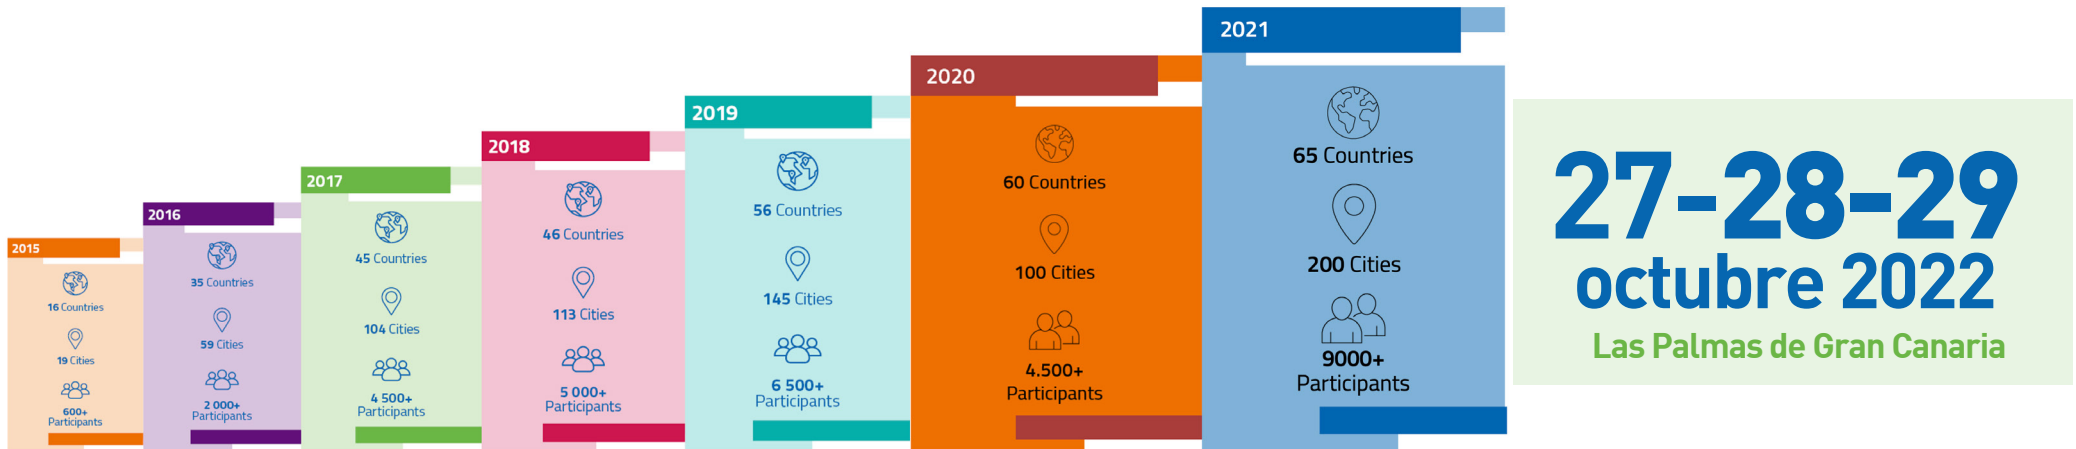 2015
16 Countries
19 Cities
600+
Participants
2016
35 Countries
59 Cities
2 000+
Participants
2017
45 Countries
104 Cities
4 500+
Participants
2018
46 Countries
113 Cities
5 000+
Participants
2019
56 Countries
145 Cities
6 500+
Participants
2020
60 Countries
100 Cities
4.500+
Participants
2021
65 Countries
200 Cities
9000+
Participants
27-28-29
octubre 2022
Las Palmas de Gran Canaria